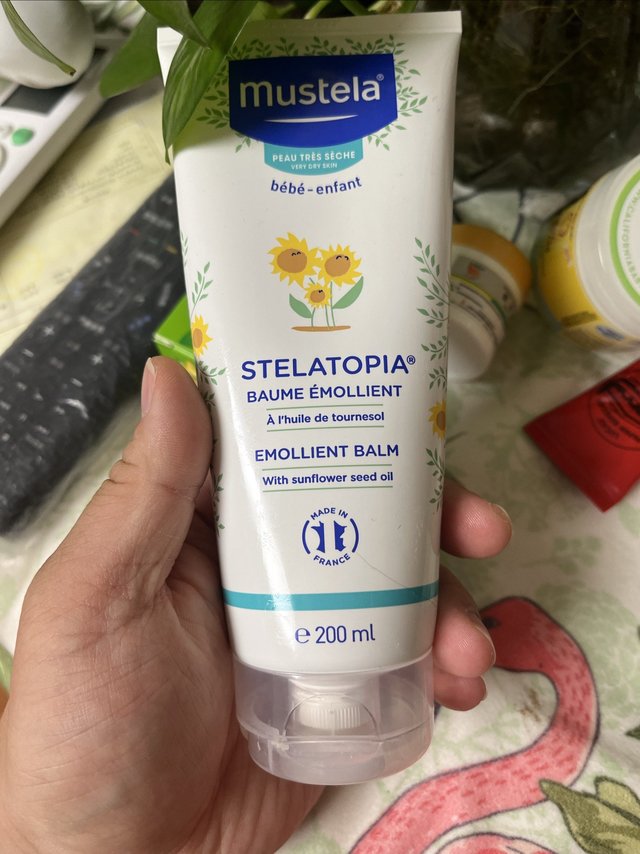 mustela®
PEAU TRÈS SÈCHE
VERY DRY SKIN
bébé-enfant
STELATOPIA®
BAUME ÉMOLLIENT
À l'huile de tournesol
EMOLLIENT BALM
With sunflower seed oil
MADE IN
FRANCE
℮ 200 ml